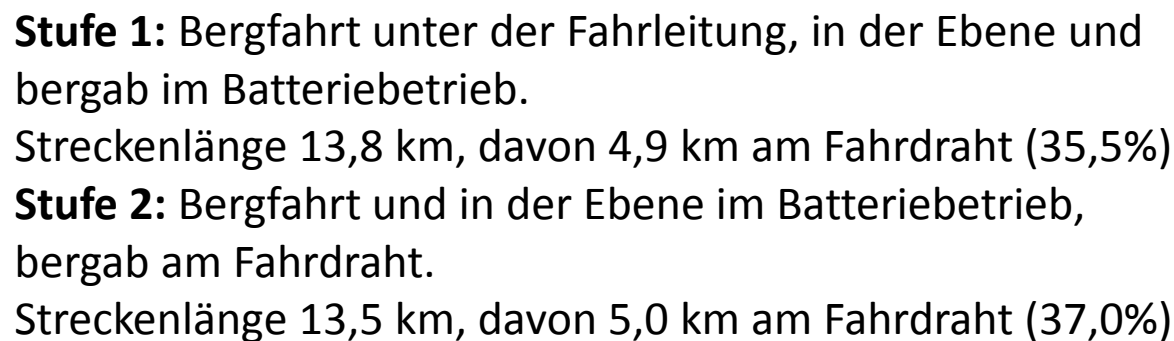 Stufe 1: Bergfahrt unter der Fahrleitung, in der Ebene und
bergab im Batteriebetrieb.
Streckenlänge 13,8 km, davon 4,9 km am Fahrdraht (35,5%)
Stufe 2: Bergfahrt und in der Ebene im Batteriebetrieb,
bergab am Fahrdraht.
Streckenlänge 13,5 km, davon 5,0 km am Fahrdraht (37,0%)